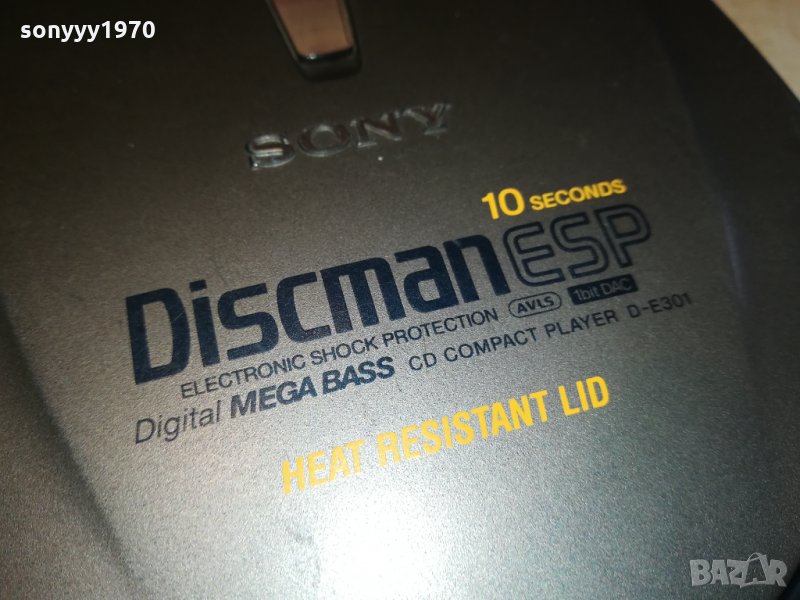 sonyyy1970
SONY
10 SECONDS
Discman ESP
ELECTRONIC SHOCK PROTECTION AVLS 1bit DAC
Digital MEGA BASS CD COMPACT PLAYER D-E301
HEAT RESISTANT LID
BAZAR